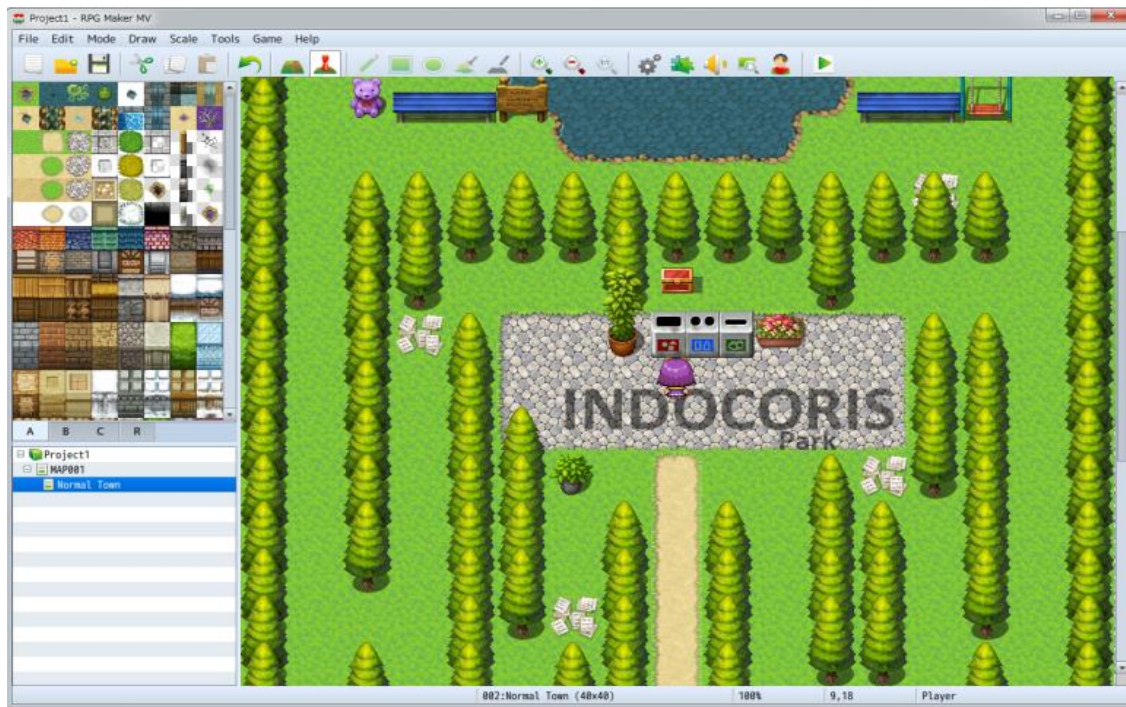 Project1 - RPG Maker MV
File Edit Mode Draw Scale Tools Game Help
A B C R
Project1
MAP001
Normal Town
INDOCORIS
Park
002:Normal Town (40x40) 100% 9,18 Player